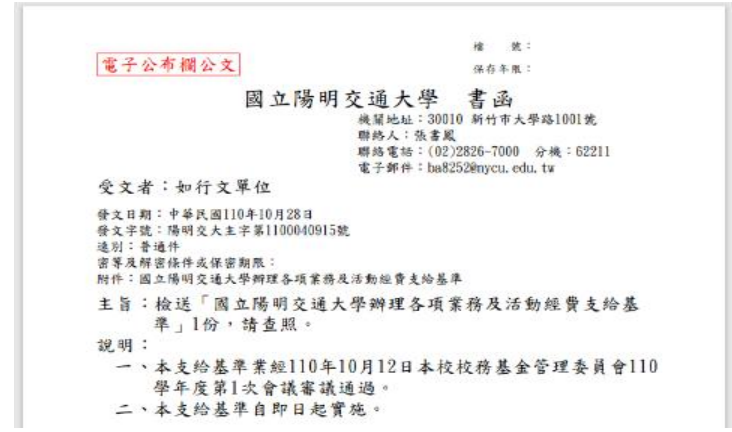 檔 號：
電子公布欄公文
保存年限：
國立陽明交通大學 書函
機關地址：30010 新竹市大學路1001號
聯絡人：張書鳳
聯絡電話：(02)2826-7000 分機：62211
電子郵件：ba8252@nycu.edu.tw
受文者：如行文單位
發文日期：中華民國110年10月28日
發文字號：陽明交大主字第1100040915號
速別：普通件
密等及解密條件或保密期限：
附件：國立陽明交通大學辦理各項業務及活動經費支給基準
主旨：檢送「國立陽明交通大學辦理各項業務及活動經費支給基
準」1份，請查照。
說明：
一、本支給基準業經110年10月12日本校校務基金管理委員會110
學年度第1次會議審議通過。
二、本支給基準自即日起實施。